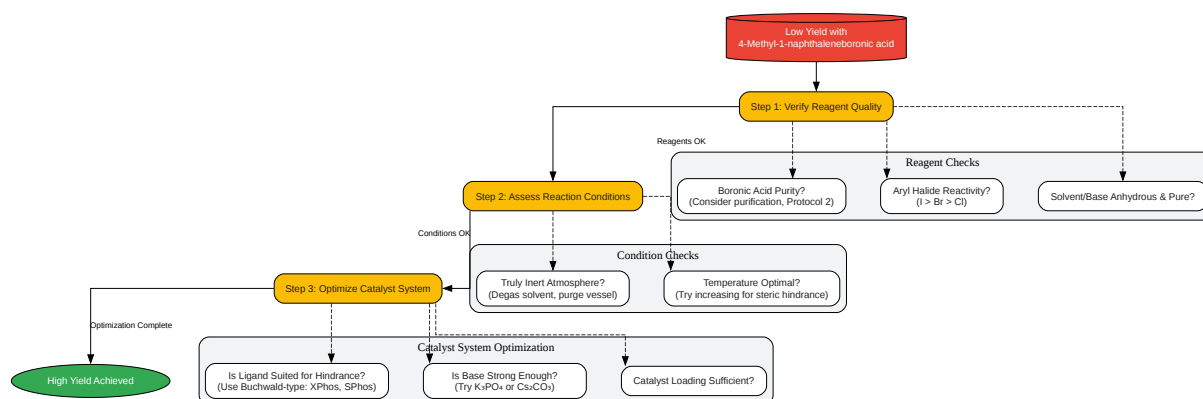 Low Yield with
4-Methyl-1-naphthaleneboronic acid
Step 1: Verify Reagent Quality
Reagents OK
Reagent Checks
Boronic Acid Purity?
(Consider purification, Protocol 2)
Aryl Halide Reactivity?
(I > Br > Cl)
Solvent/Base Anhydrous & Pure?
Step 2: Assess Reaction Conditions
Conditions OK
Condition Checks
Truly Inert Atmosphere?
(Degas solvent, purge vessel)
Temperature Optimal?
(Try increasing for steric hindrance)
Step 3: Optimize Catalyst System
Optimization Complete
Catalyst System Optimization
Is Ligand Suited for Hindrance?
(Use Buchwald-type: XPhos, SPhos)
Is Base Strong Enough?
(Try K₃PO₄ or Cs₂CO₃)
Catalyst Loading Sufficient?
High Yield Achieved